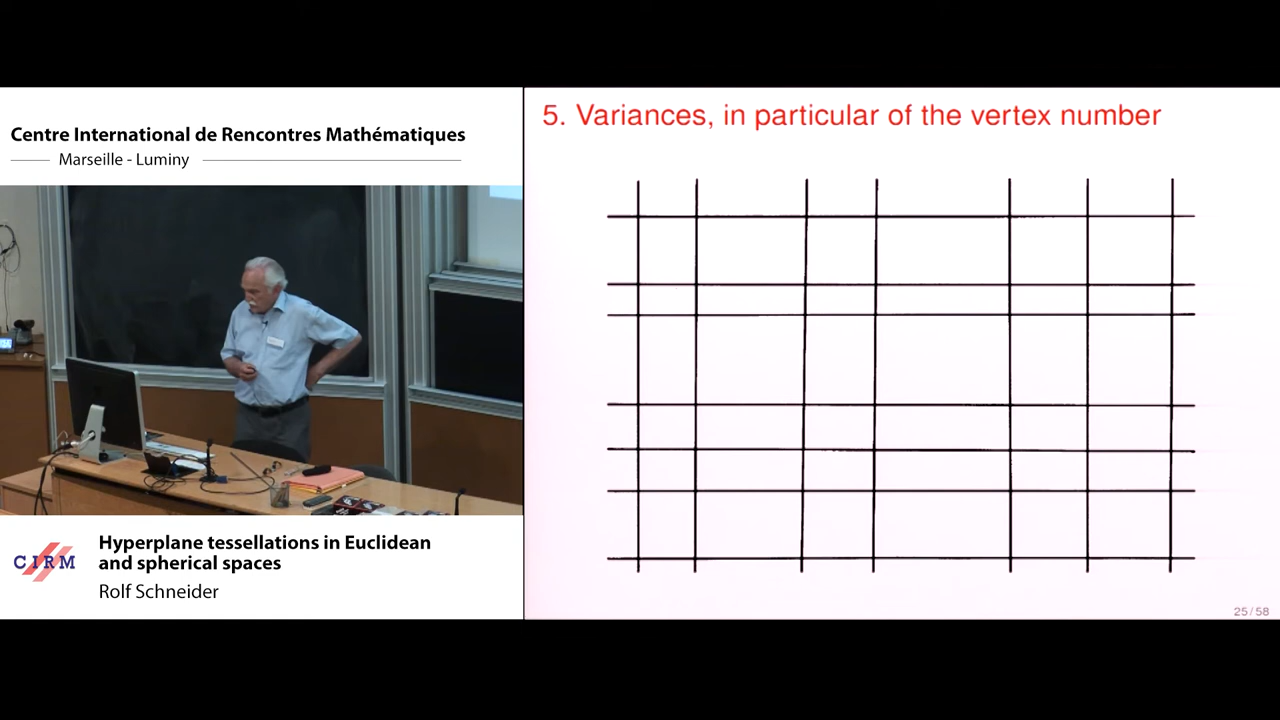 Centre International de Rencontres Mathématiques
Marseille - Luminy
5. Variances, in particular of the vertex number
CIRM
Hyperplane tessellations in Euclidean
and spherical spaces
Rolf Schneider
25 / 58